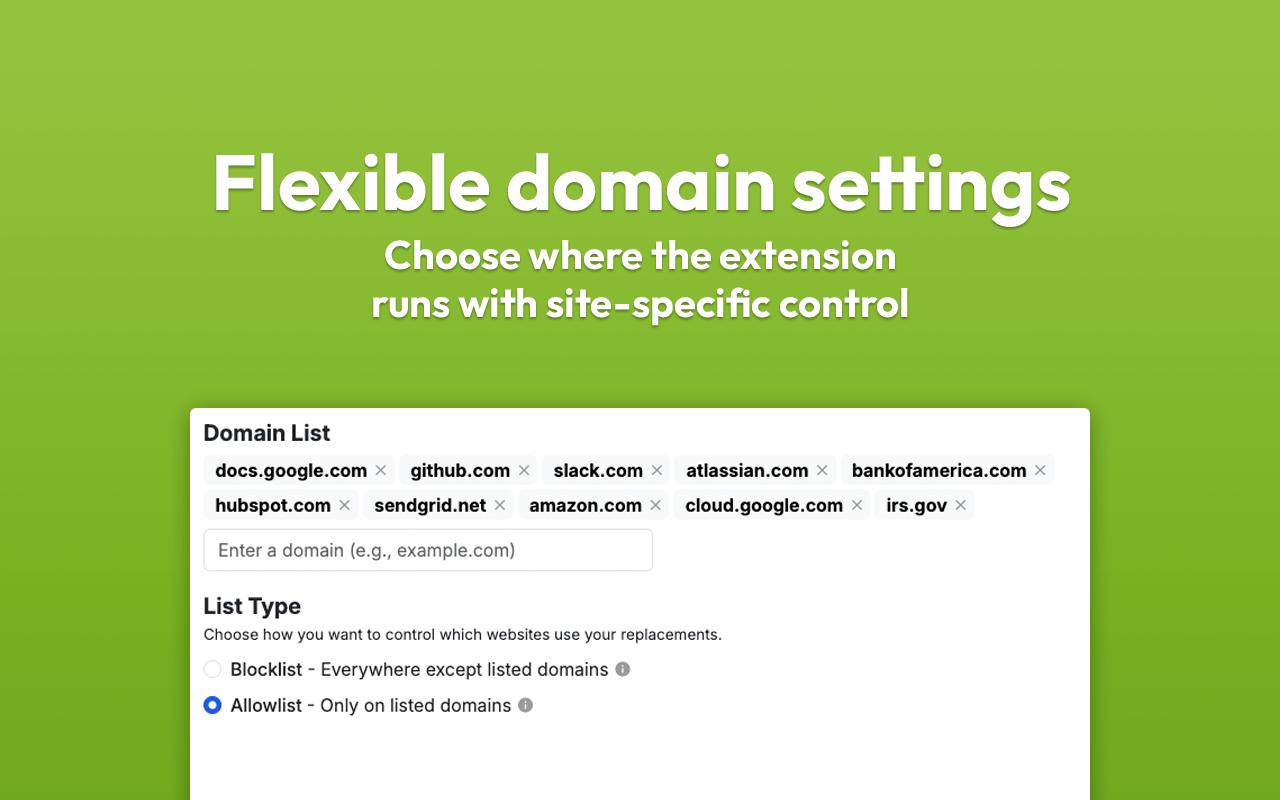 Flexible domain settings
Choose where the extension
runs with site-specific control
Domain List
docs.google.com × github.com × slack.com × atlassian.com × bankofamerica.com ×
hubspot.com × sendgrid.net × amazon.com × cloud.google.com × irs.gov ×
Enter a domain (e.g., example.com)
List Type
Choose how you want to control which websites use your replacements.
Blocklist - Everywhere except listed domains
Allowlist - Only on listed domains